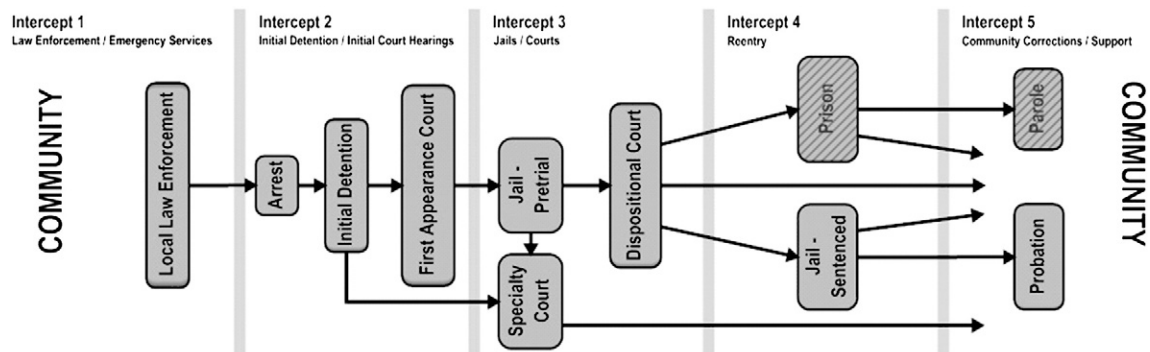 Intercept 1
Law Enforcement / Emergency Services
Intercept 2
Initial Detention / Initial Court Hearings
Intercept 3
Jails / Courts
Intercept 4
Reentry
Intercept 5
Community Corrections / Support
COMMUNITY
Local Law Enforcement
Arrest
Initial Detention
First Appearance Court
Jail -
Pretrial
Specialty
Court
Dispositional Court
Prison
Jail -
Sentenced
Parole
Probation
COMMUNITY